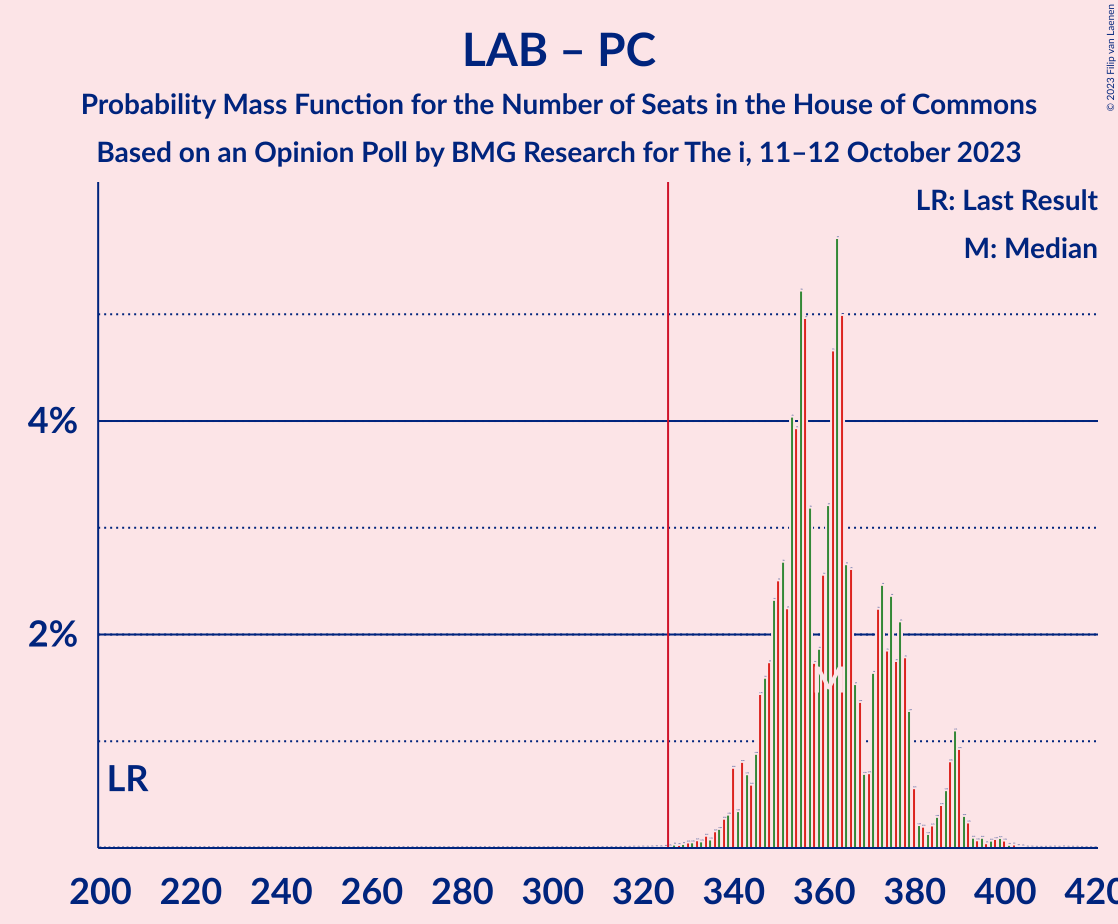 LAB – PC
Probability Mass Function for the Number of Seats in the House of Commons
Based on an Opinion Poll by BMG Research for The i, 11–12 October 2023
© 2023 Filip van Laenen
LR: Last Result
M: Median
4%
2%
LR
M
200 220 240 260 280 300 320 340 360 380 400 420